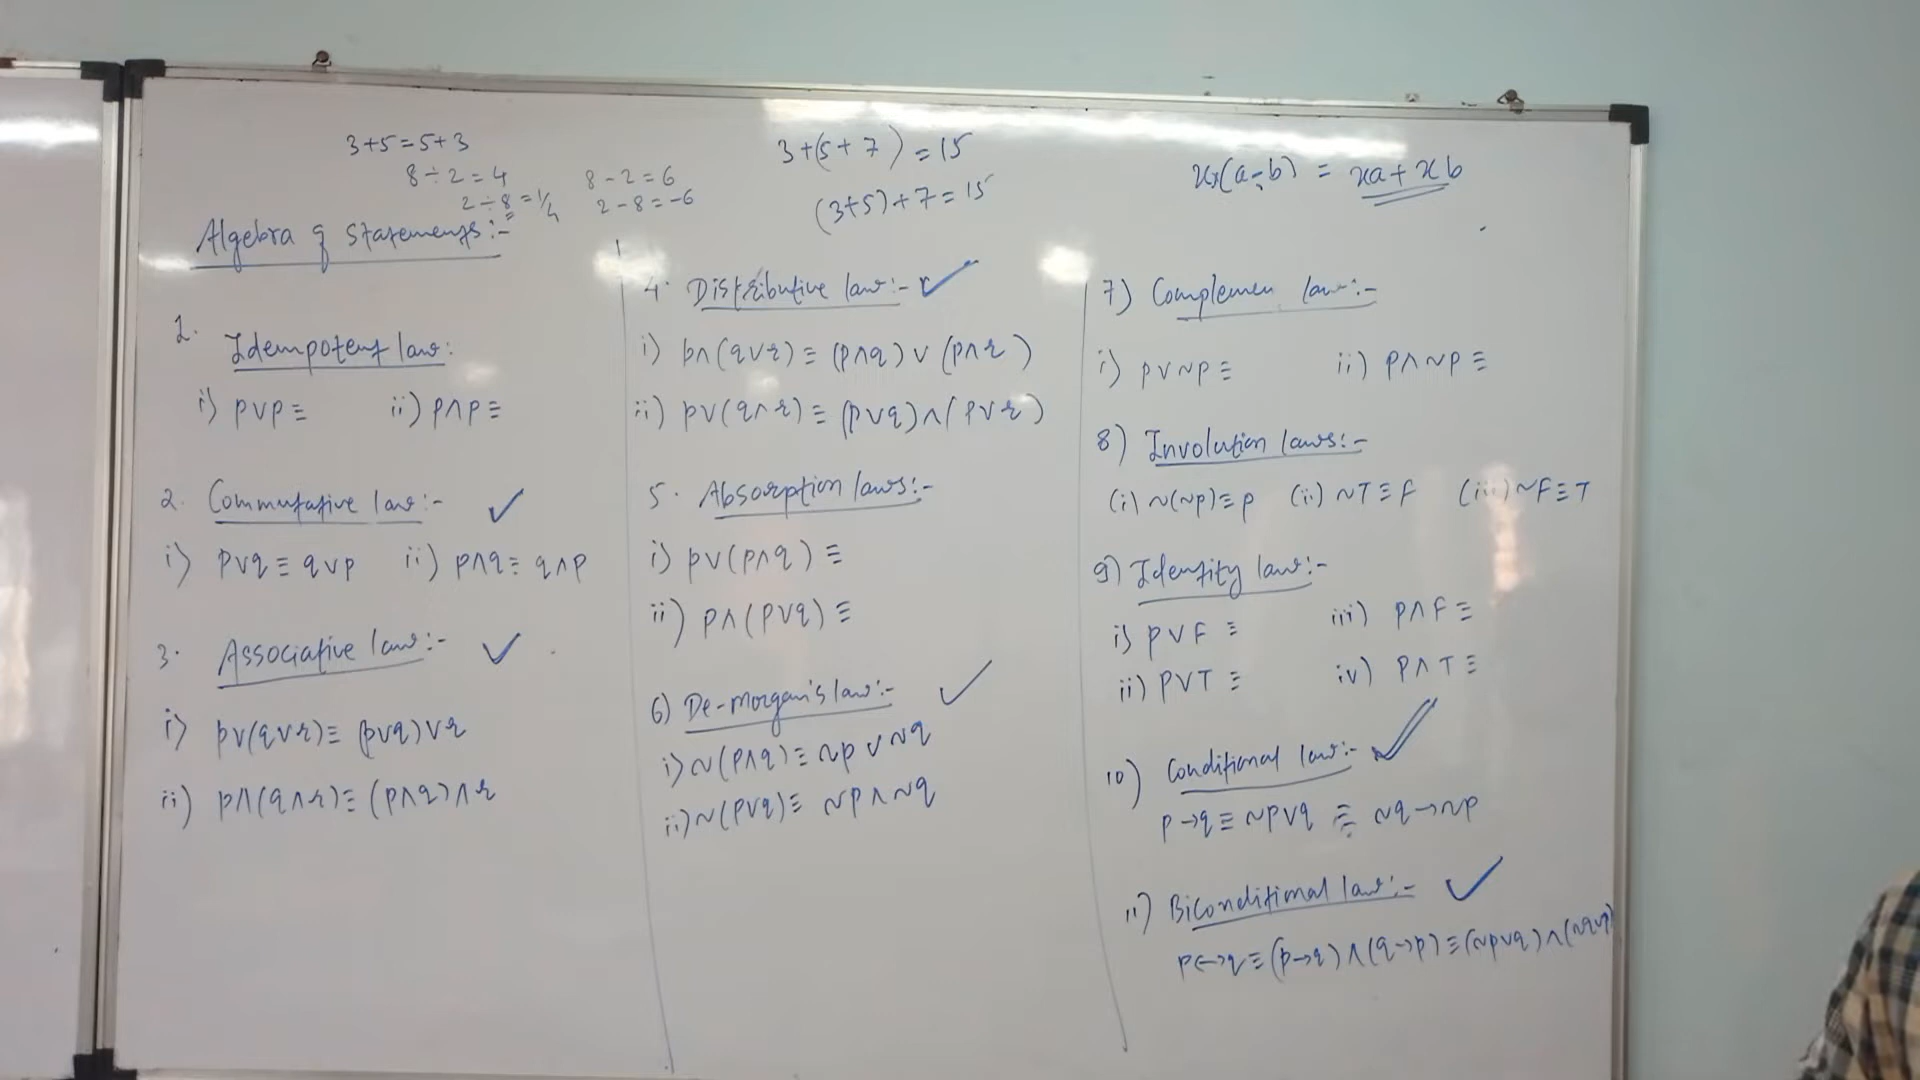 3+5=5+3
8÷2=4
2÷8=1/4
8-2=6
2-8=-6
3+(5+7)=15
(3+5)+7=15
x×(a-b) = xa+xb
Algebra of statements:-
1. Idempotent law:
i) p∨p≡ ii) p∧p≡
2. Commutative law:- ✓
i) p∨q≡q∨p ii) p∧q≡q∧p
3. Associative law:- ✓
i) p∨(q∨r)≡(p∨q)∨r
ii) p∧(q∧r)≡(p∧q)∧r
4. Distributive law:- ✓
i) p∧(q∨r)≡(p∧q)∨(p∧r)
ii) p∨(q∧r)≡(p∨q)∧(p∨r)
5. Absorption laws:-
i) p∨(p∧q)≡
ii) p∧(p∨q)≡
6) De-morgan's law:- ✓
i) ~(p∧q)≡~p∨~q
ii) ~(p∨q)≡~p∧~q
7) Complemen law:-
i) p∨~p≡ ii) p∧~p≡
8) Involution laws:-
(i) ~(~p)≡p (ii) ~T≡F (iii) ~F≡T
9) Identity law:-
i) p∨F≡ iii) p∧F≡
ii) p∨T≡ iv) p∧T≡
10) Conditional law:- ✓
p→q≡~p∨q≡~q→~p
11) Biconditional law:- ✓
p↔q≡(p→q)∧(q→p)≡(~p∨q)∧(~q∨p)